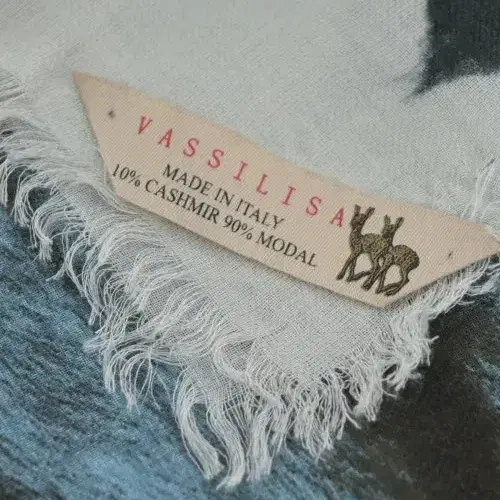 VASSILISA
MADE IN ITALY
10% CASHMIR 90% MODAL